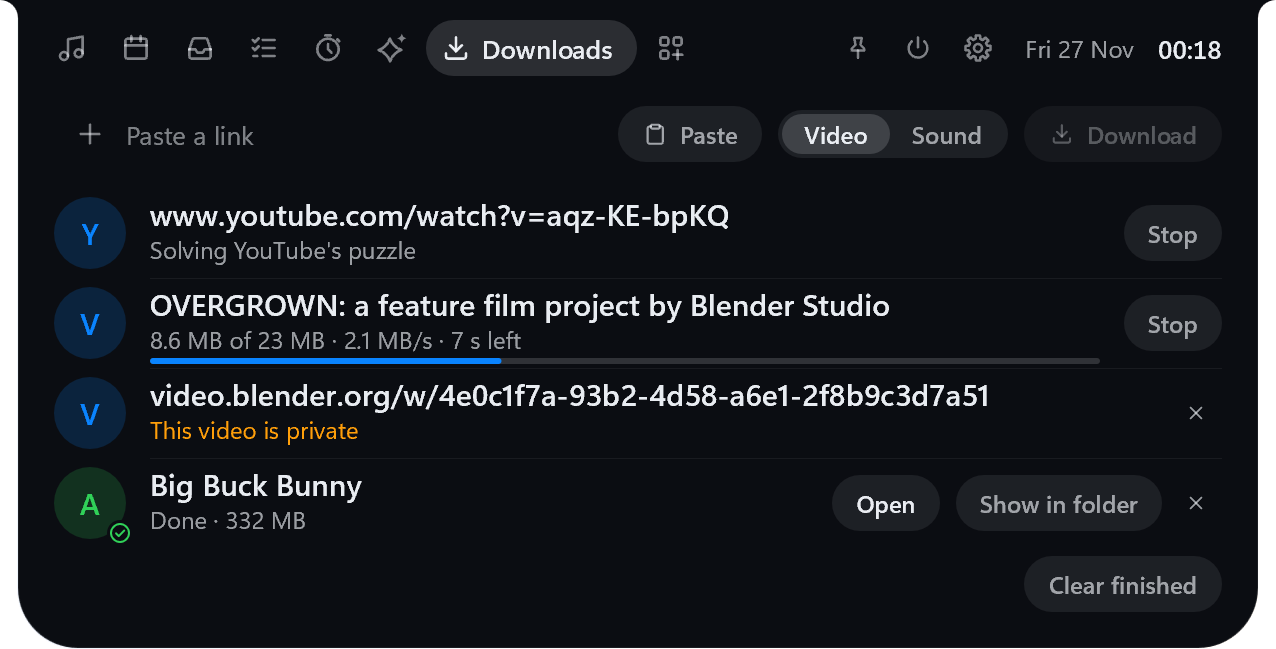 Downloads
Fri 27 Nov 00:18
Paste a link
Paste
Video
Sound
Download
Y
www.youtube.com/watch?v=aqz-KE-bpKQ
Solving YouTube's puzzle
Stop
V
OVERGROWN: a feature film project by Blender Studio
8.6 MB of 23 MB · 2.1 MB/s · 7 s left
Stop
V
video.blender.org/w/4e0c1f7a-93b2-4d58-a6e1-2f8b9c3d7a51
This video is private
A
Big Buck Bunny
Done · 332 MB
Open
Show in folder
Clear finished